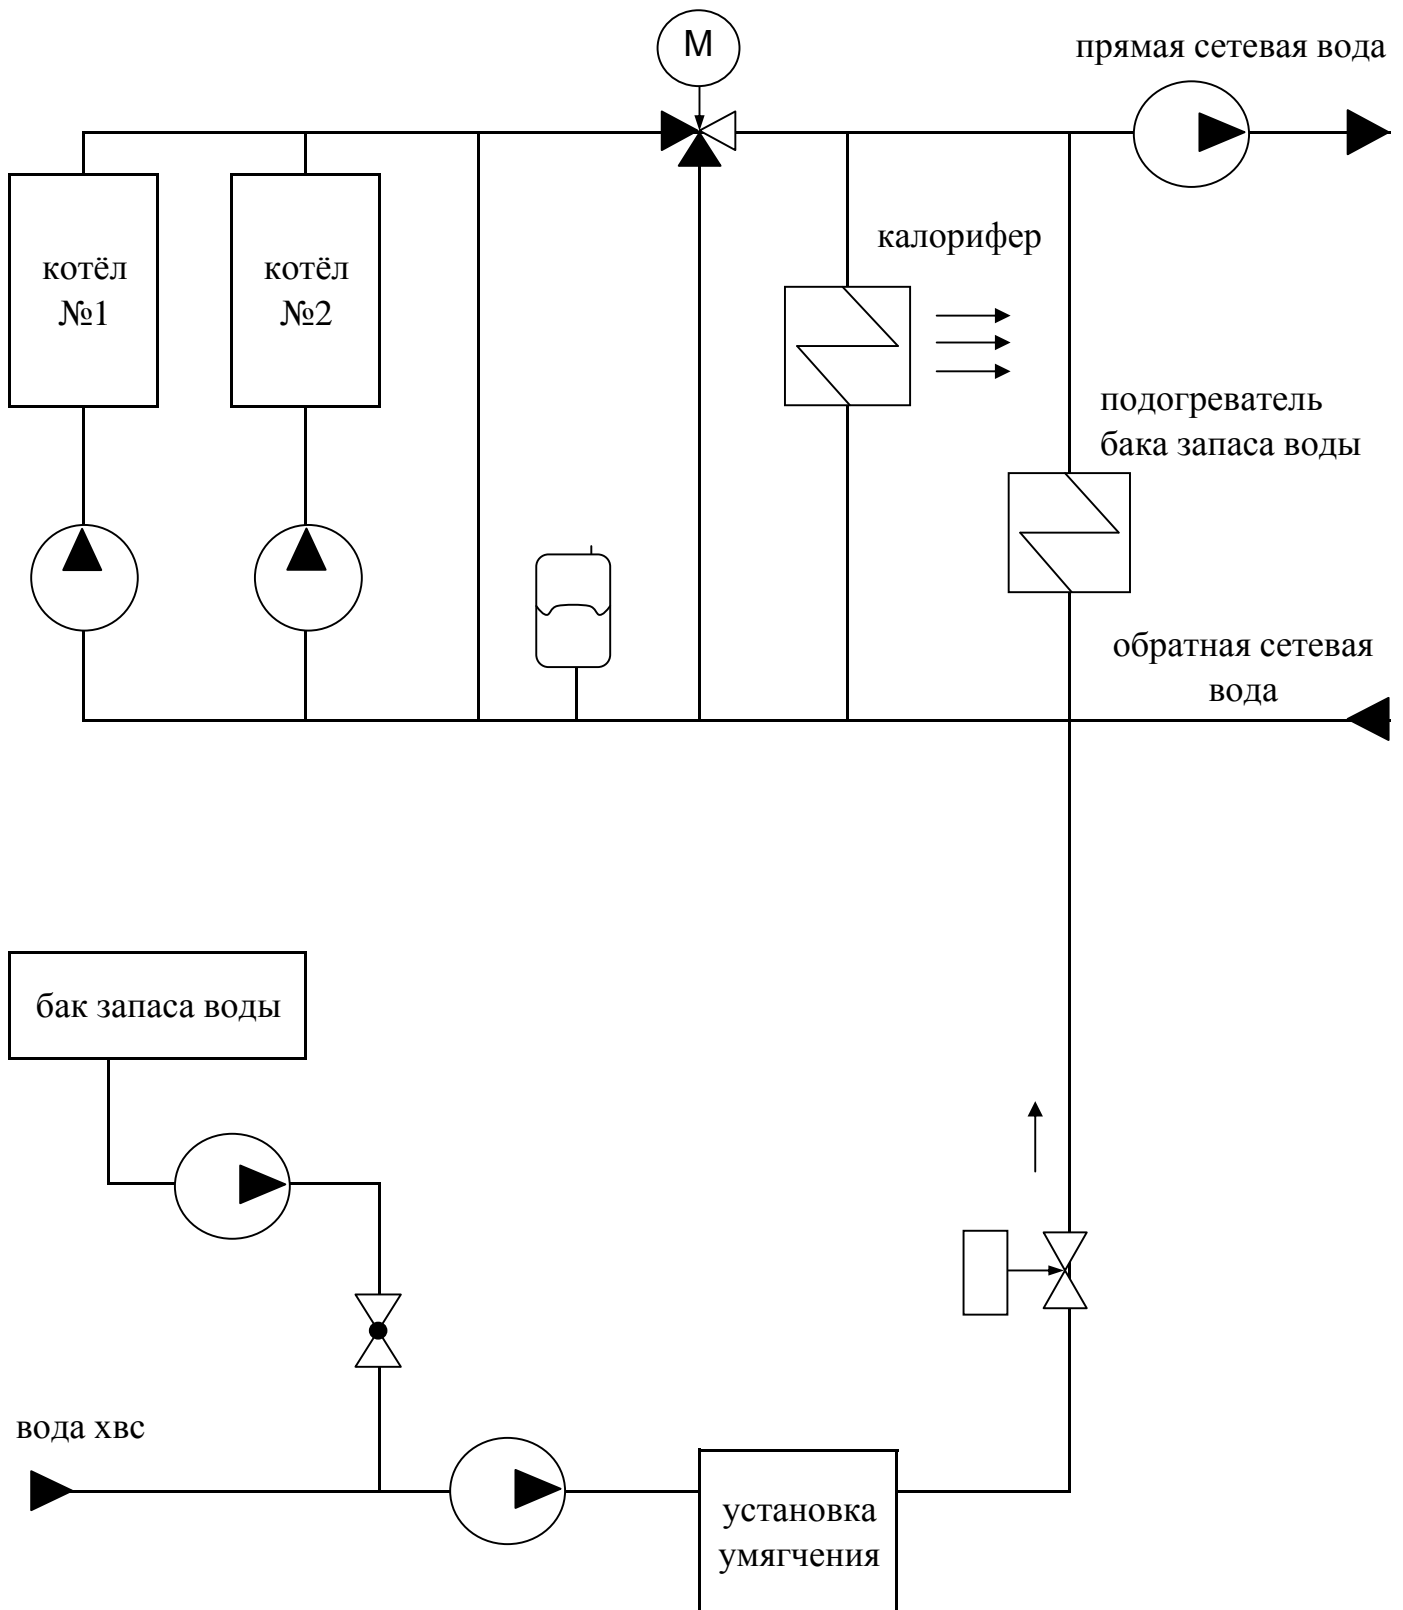 М
прямая сетевая вода
калорифер
котёл
№1
котёл
№2
подогреватель
бака запаса воды
обратная сетевая
вода
бак запаса воды
вода хвс
установка
умягчения